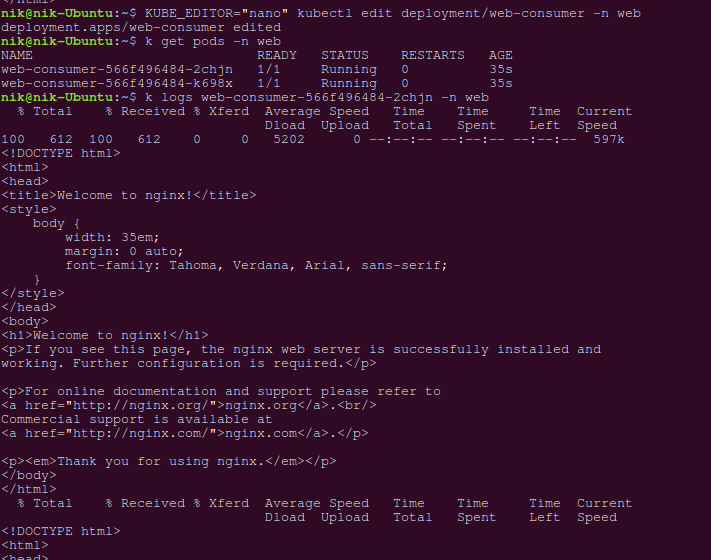 </html>
nik@nik-Ubuntu:~$ KUBE_EDITOR="nano" kubectl edit deployment/web-consumer -n web
deployment.apps/web-consumer edited
nik@nik-Ubuntu:~$ k get pods -n web
NAME                            READY   STATUS    RESTARTS   AGE
web-consumer-566f496484-2chjn   1/1     Running   0          35s
web-consumer-566f496484-k698x   1/1     Running   0          35s
nik@nik-Ubuntu:~$ k logs web-consumer-566f496484-2chjn -n web
  % Total    % Received % Xferd  Average Speed   Time    Time     Time  Current
                                 Dload  Upload   Total   Spent    Left  Speed
100   612  100   612    0     0   5202      0 --:--:-- --:--:-- --:--:--  597k
<!DOCTYPE html>
<html>
<head>
<title>Welcome to nginx!</title>
<style>
    body {
        width: 35em;
        margin: 0 auto;
        font-family: Tahoma, Verdana, Arial, sans-serif;
    }
</style>
</head>
<body>
<h1>Welcome to nginx!</h1>
<p>If you see this page, the nginx web server is successfully installed and
working. Further configuration is required.</p>

<p>For online documentation and support please refer to
<a href="http://nginx.org/">nginx.org</a>.<br/>
Commercial support is available at
<a href="http://nginx.com/">nginx.com</a>.</p>

<p><em>Thank you for using nginx.</em></p>
</body>
</html>
  % Total    % Received % Xferd  Average Speed   Time    Time     Time  Current
                                 Dload  Upload   Total   Spent    Left  Speed
<!DOCTYPE html>
<html>
<head>